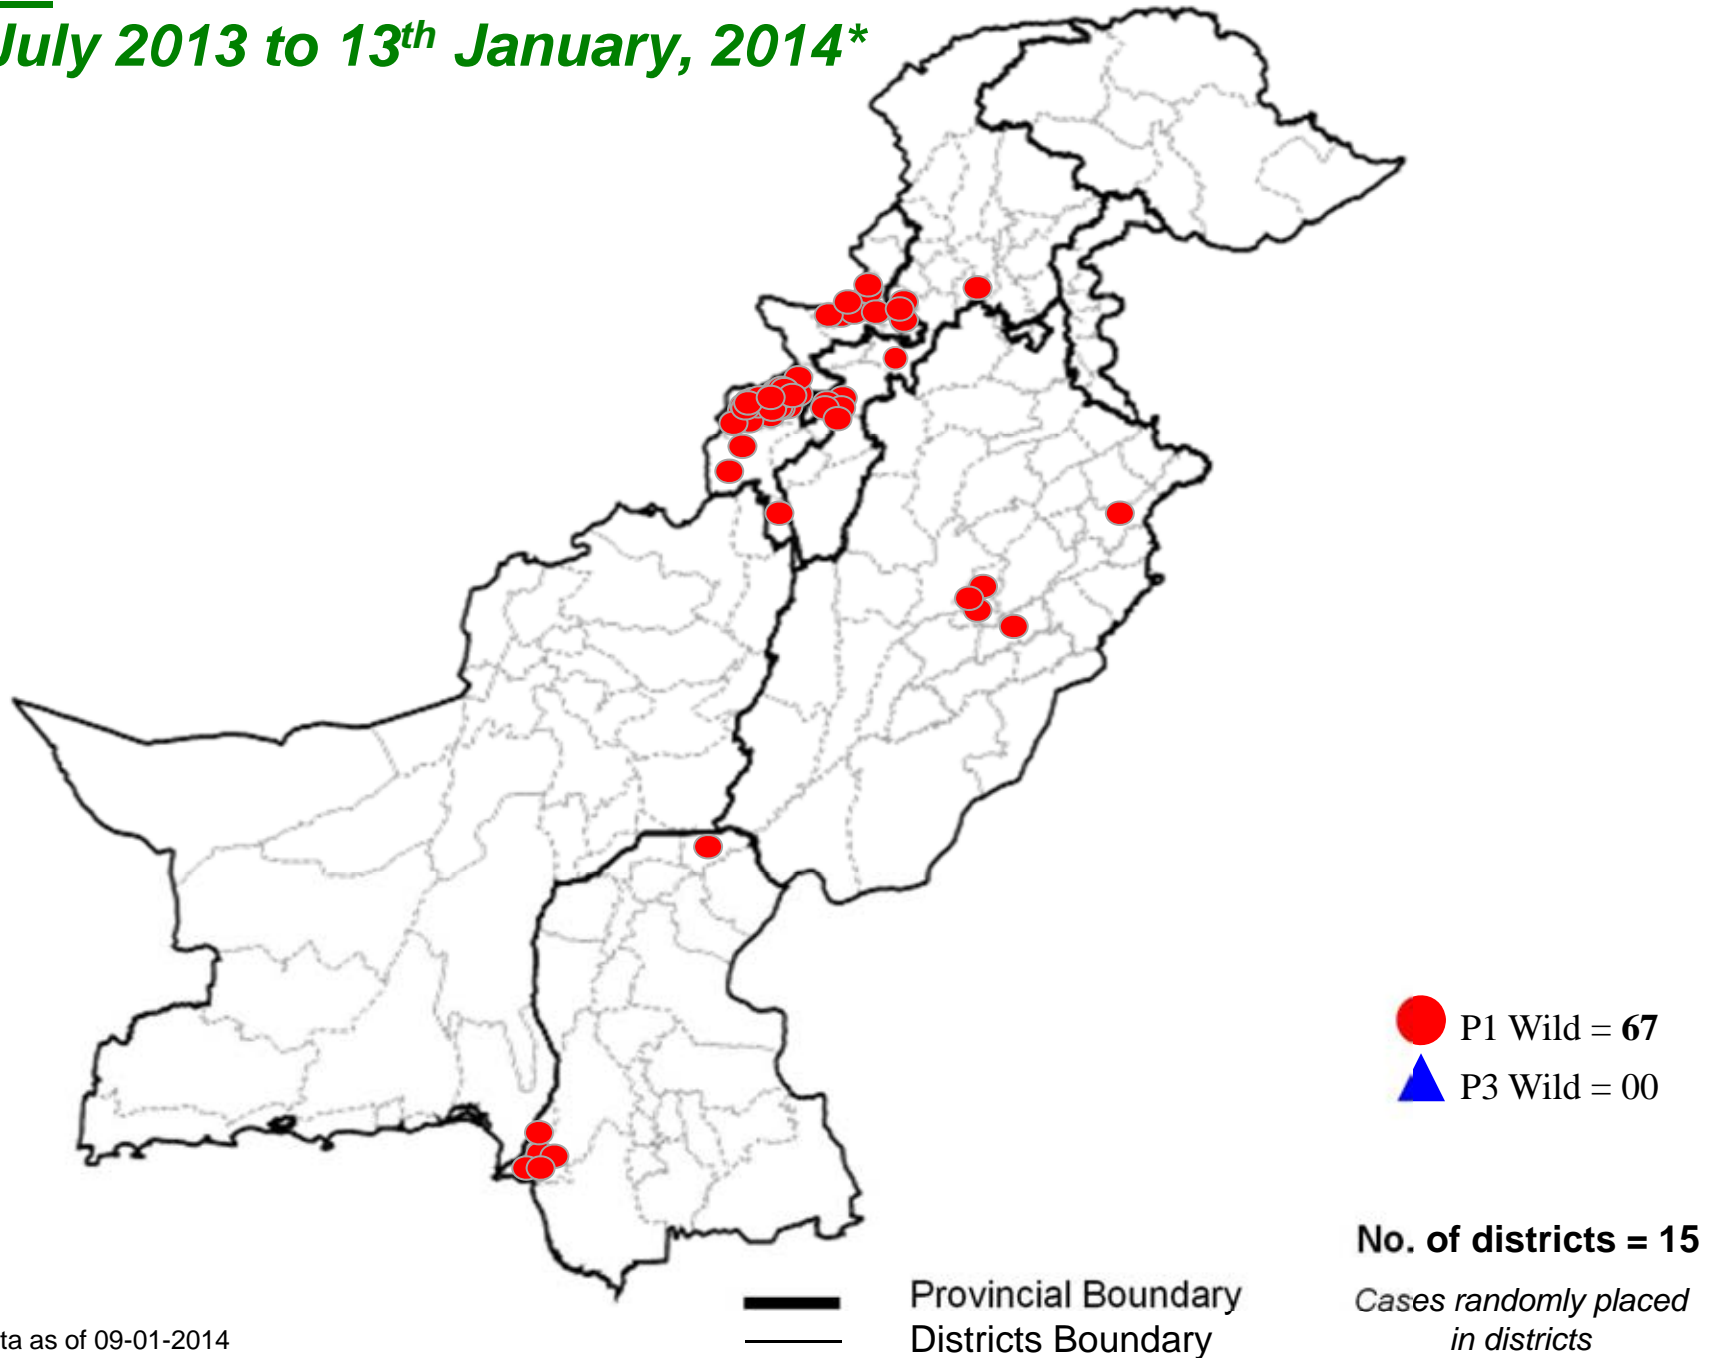 July 2013 to 13th January, 2014*
P1 Wild = 67
P3 Wild = 00
No. of districts = 15
Cases randomly placed
in districts
Provincial Boundary
Districts Boundary
ta as of 09-01-2014